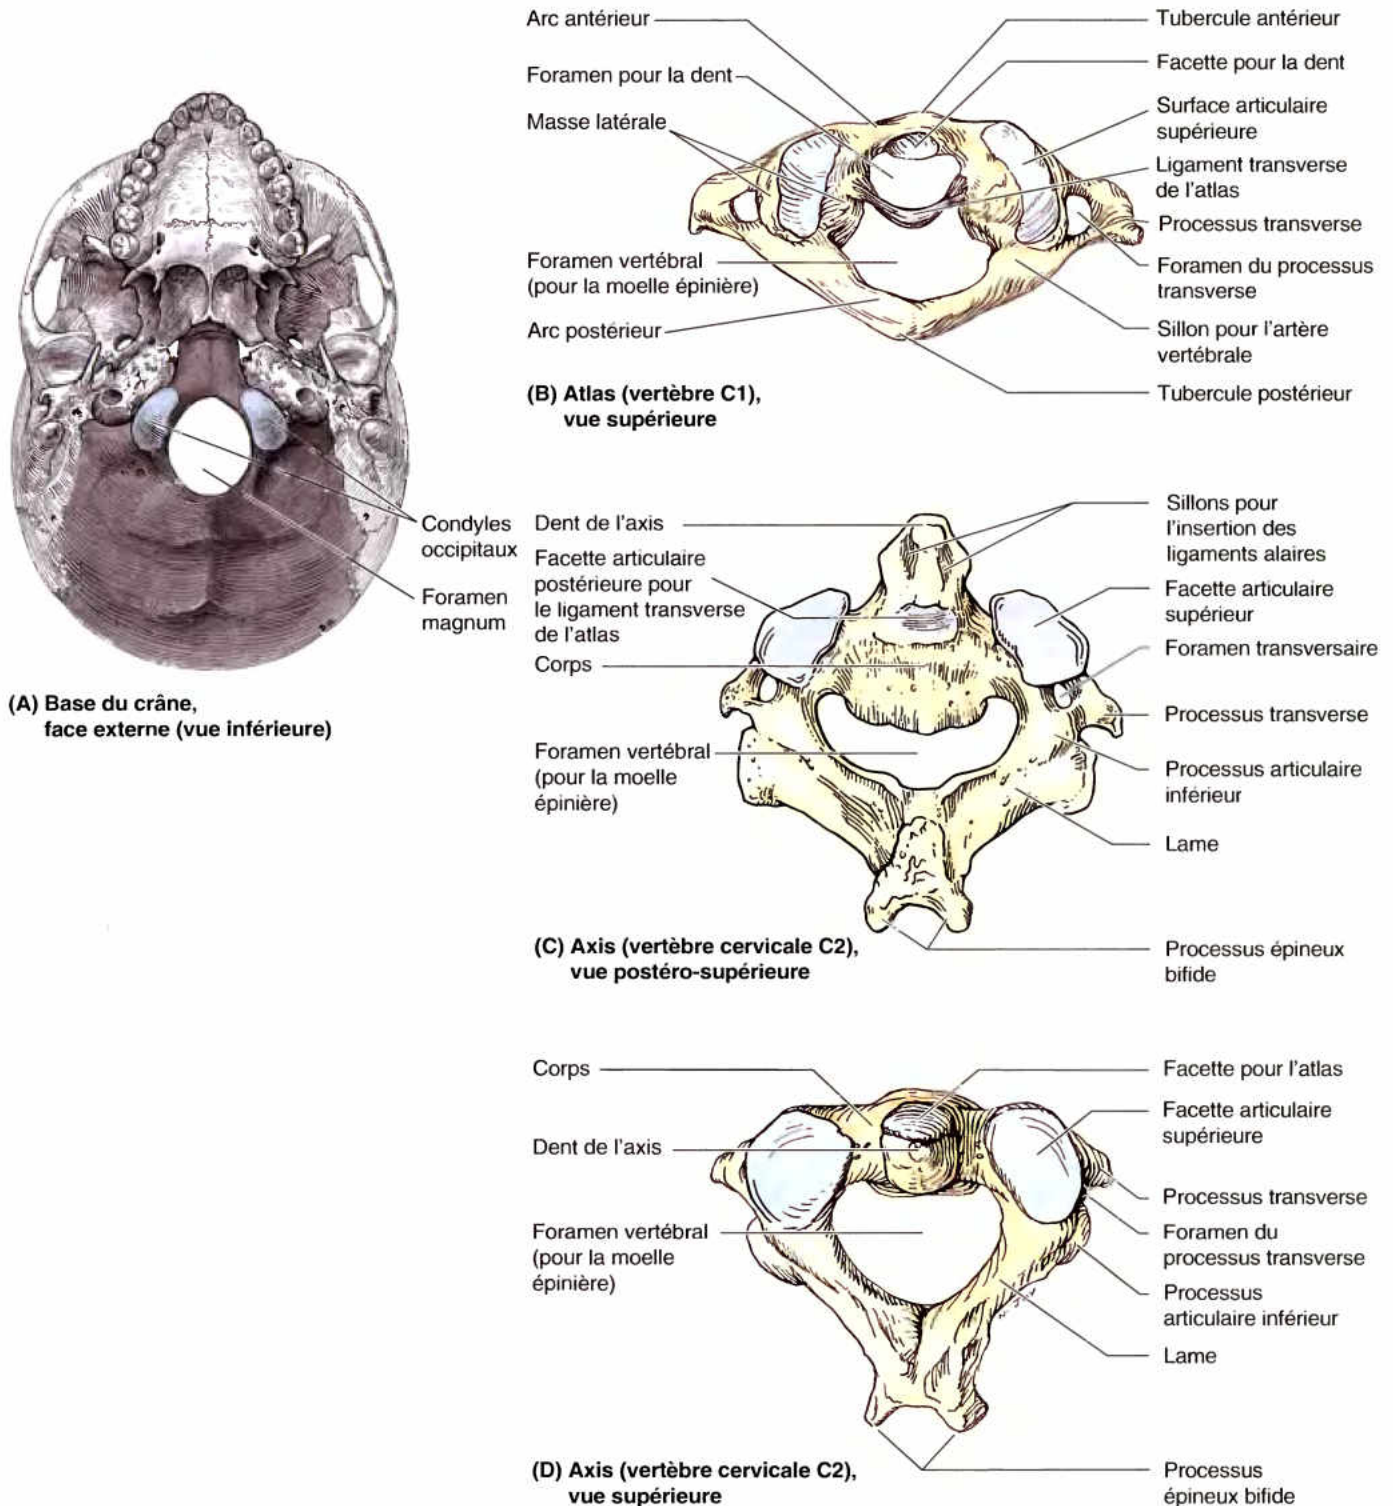 Arc antérieur
Foramen pour la dent
Masse latérale
Foramen vertébral
(pour la moelle épinière)
Arc postérieur
Tubercule antérieur
Facette pour la dent
Surface articulaire
supérieure
Ligament transverse
de l'atlas
Processus transverse
Foramen du processus
transverse
Sillon pour l'artère
vertébrale
Tubercule postérieur
(B) Atlas (vertèbre C1),
vue supérieure
Condyles
occipitaux
Foramen
magnum
(A) Base du crâne,
face externe (vue inférieure)
Dent de l'axis
Facette articulaire
postérieure pour
le ligament transverse
de l'atlas
Corps
Foramen vertébral
(pour la moelle
épinière)
Sillons pour
l'insertion des
ligaments alaires
Facette articulaire
supérieur
Foramen transversaire
Processus transverse
Processus articulaire
inférieur
Lame
Processus épineux
bifide
(C) Axis (vertèbre cervicale C2),
vue postéro-supérieure
Corps
Dent de l'axis
Foramen vertébral
(pour la moelle
épinière)
Facette pour l'atlas
Facette articulaire
supérieure
Processus transverse
Foramen du
processus transverse
Processus
articulaire inférieur
Lame
Processus
épineux bifide
(D) Axis (vertèbre cervicale C2),
vue supérieure